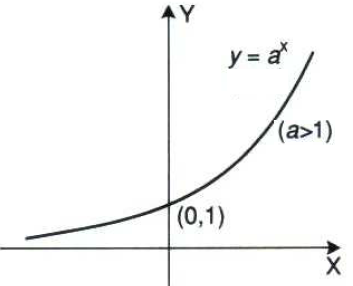 Y
y = a^x
(a>1)
(0,1)
X